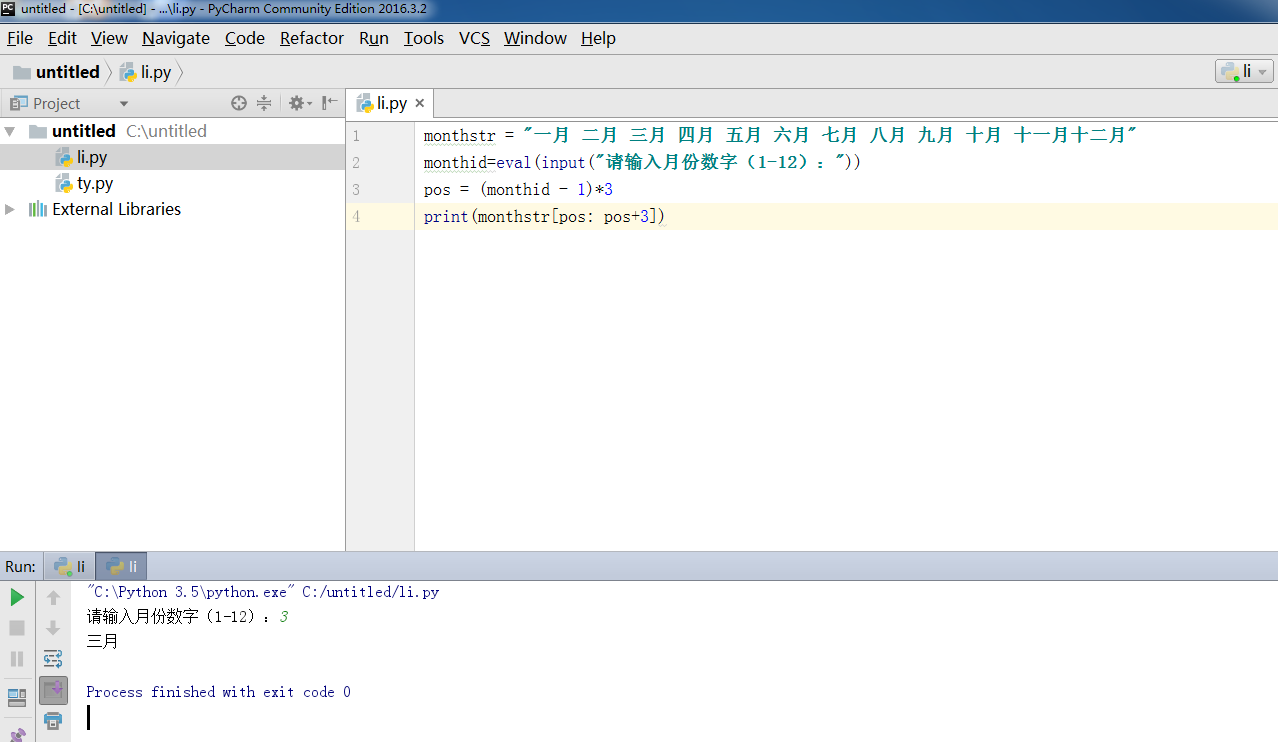 untitled - [C:\untitled] - ...\li.py - PyCharm Community Edition 2016.3.2
File Edit View Navigate Code Refactor Run Tools VCS Window Help
untitled li.py li
Project li.py
untitled C:\untitled
li.py
ty.py
External Libraries
1 monthstr = "一月 二月 三月 四月 五月 六月 七月 八月 九月 十月 十一月十二月"
2 monthid=eval(input("请输入月份数字（1-12）："))
3 pos = (monthid - 1)*3
4 print(monthstr[pos: pos+3])
Run: li li
"C:\Python 3.5\python.exe" C:/untitled/li.py
请输入月份数字（1-12）：3
三月
Process finished with exit code 0